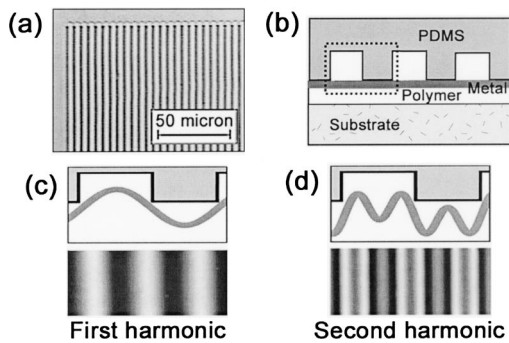 (a)
50 micron
(b)
PDMS
Metal
Polymer
Substrate
(c)
(d)
First harmonic
Second harmonic